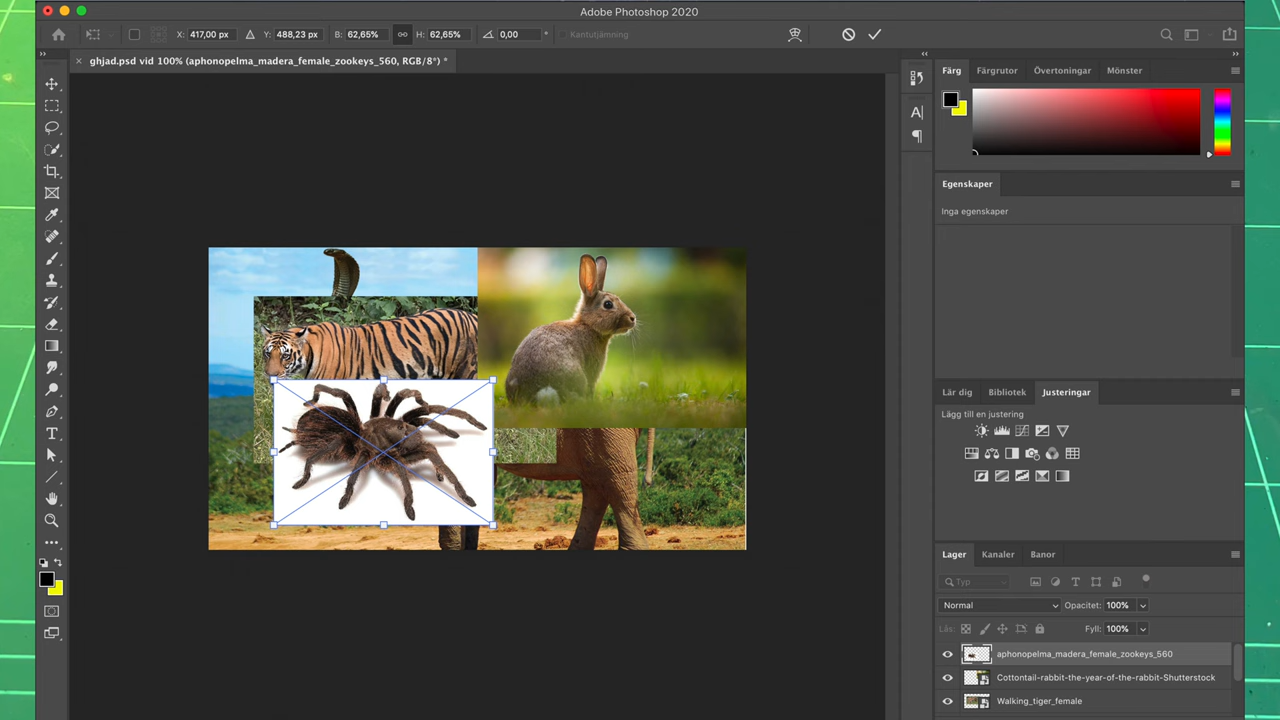 Adobe Photoshop 2020
X: 417,00 px Y: 488,23 px B: 62,65% H: 62,65% 0,00 ° Kantutjämning
ghjad.psd vid 100% (aphonopelma_madera_female_zookeys_560, RGB/8°) *
Färg Färgrutor Övertoningar Mönster
Egenskaper
Inga egenskaper
Lär dig Bibliotek Justeringar
Lägg till en justering
Lager Kanaler Banor
Typ
Normal Opacitet: 100%
Lås: Fyll: 100%
aphonopelma_madera_female_zookeys_560
Cottontail-rabbit-the-year-of-the-rabbit-Shutterstock
Walking_tiger_female